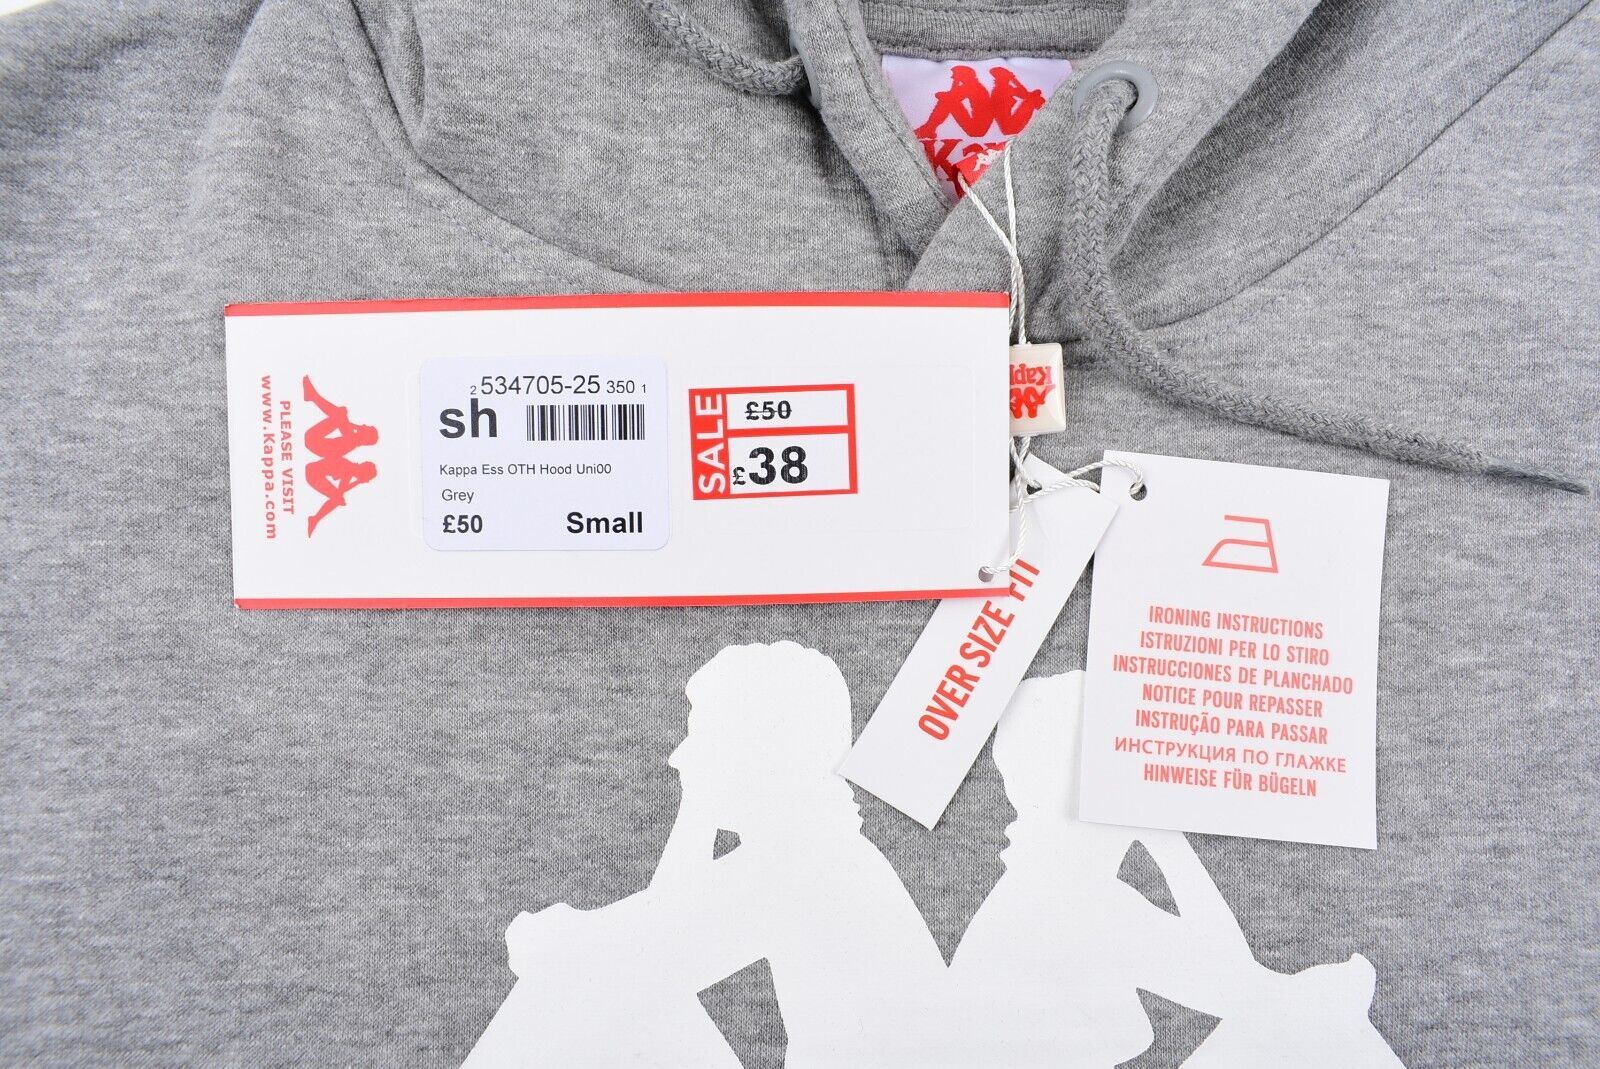 PLEASE VISIT
www.Kappa.com
2 534705-25 350 1
sh
Kappa Ess OTH Hood Uni00
Grey
£50 Small
SALE
£50
£38
Kappa
OVER SIZE FIT
IRONING INSTRUCTIONS
ISTRUZIONI PER LO STIRO
INSTRUCCIONES DE PLANCHADO
NOTICE POUR REPASSER
INSTRUÇÃO PARA PASSAR
ИНСТРУКЦИЯ ПО ГЛАЖКЕ
HINWEISE FÜR BÜGELN